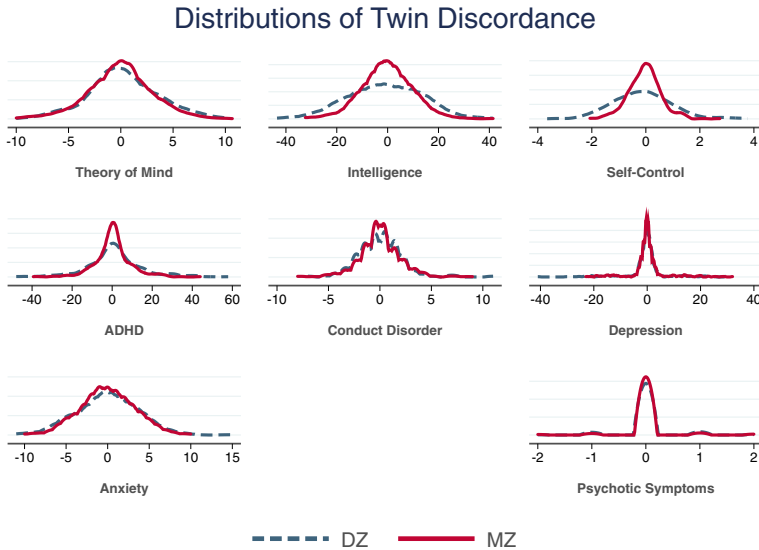 Distributions of Twin Discordance
-10 -5 0 5 10
Theory of Mind
-40 -20 0 20 40
Intelligence
-4 -2 0 2 4
Self-Control
-40 -20 0 20 40 60
ADHD
-10 -5 0 5 10
Conduct Disorder
-40 -20 0 20 40
Depression
-10 -5 0 5 10 15
Anxiety
-2 -1 0 1 2
Psychotic Symptoms
DZ MZ